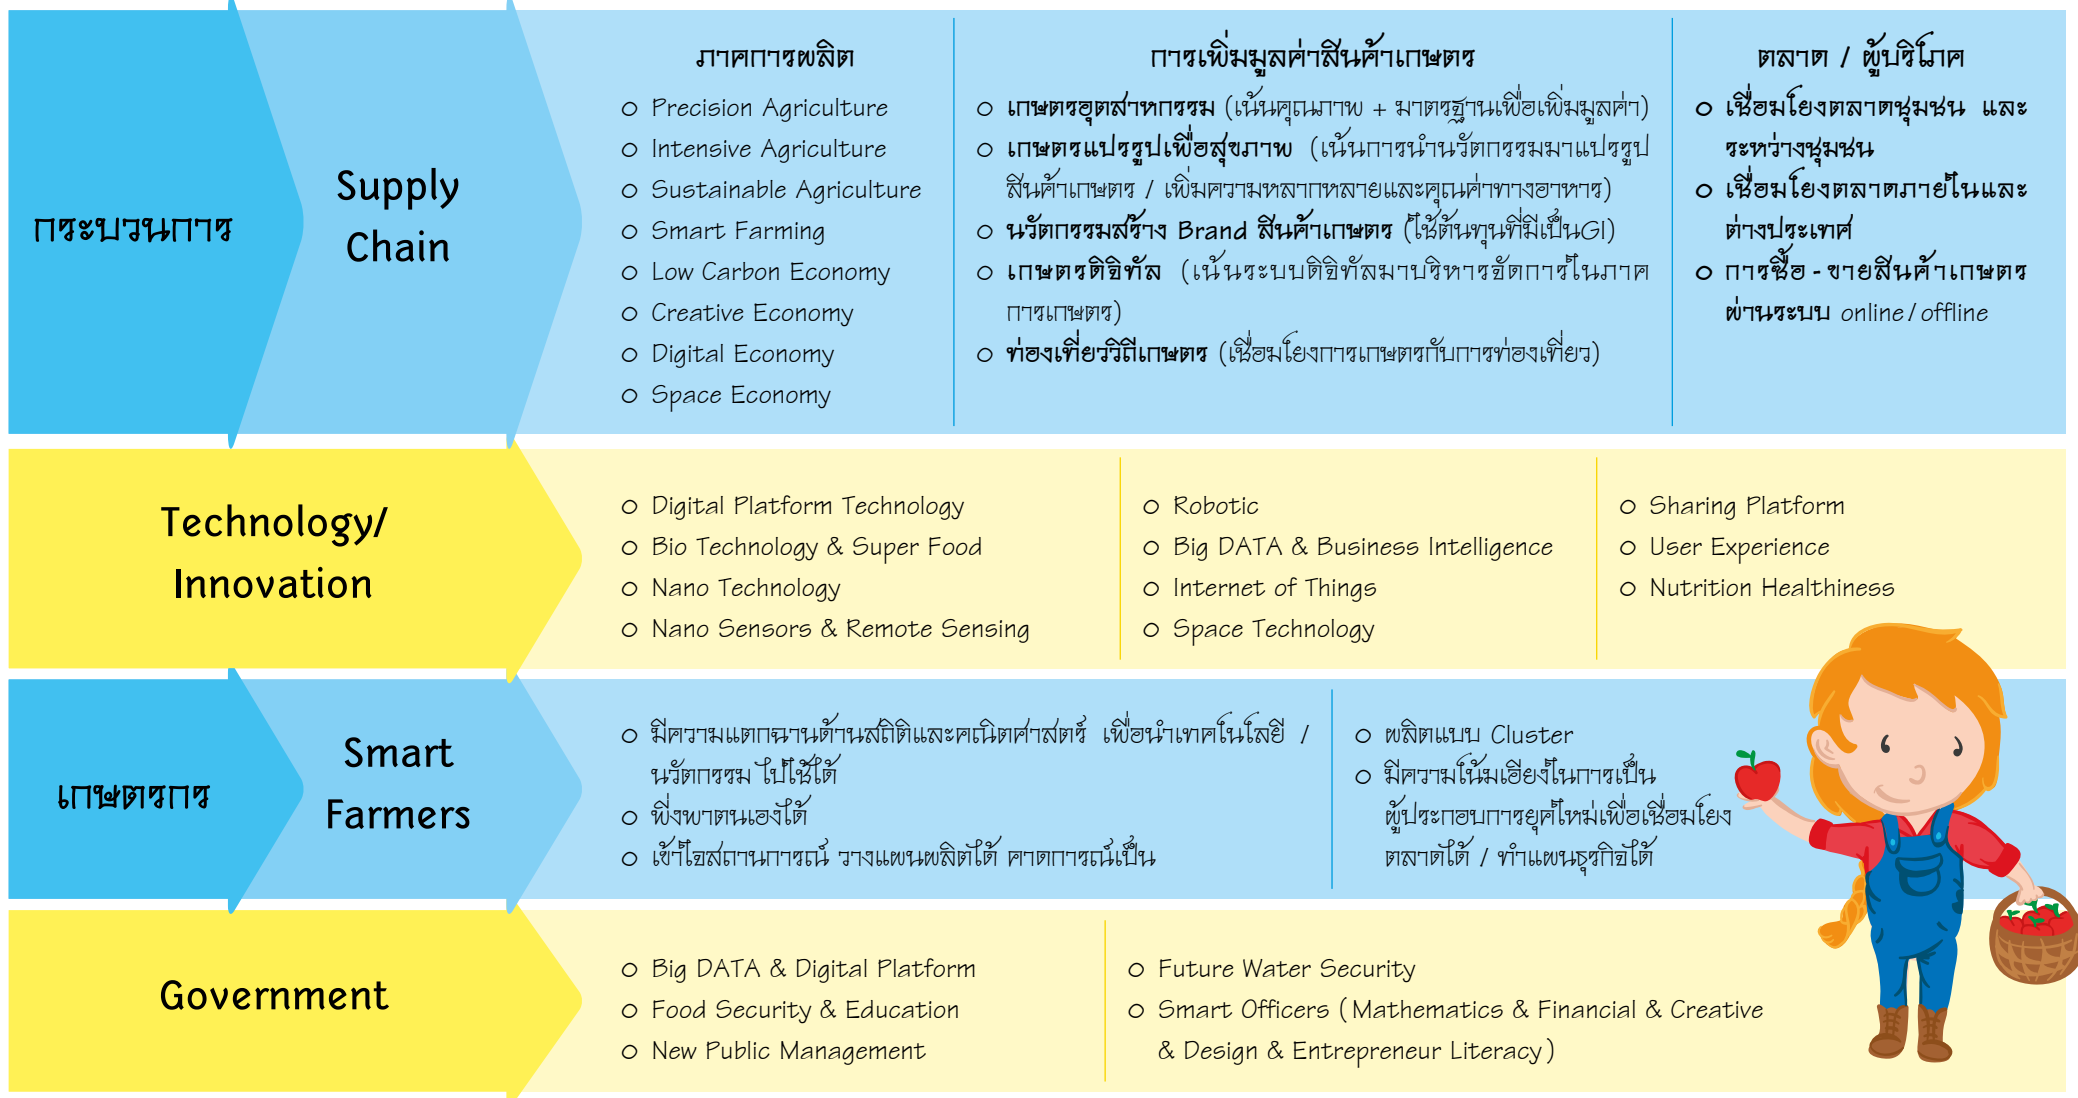 กระบวนการ
Supply
Chain
ภาคการผลิต
○ Precision Agriculture
○ Intensive Agriculture
○ Sustainable Agriculture
○ Smart Farming
○ Low Carbon Economy
○ Creative Economy
○ Digital Economy
○ Space Economy
การเพิ่มมูลค่าสินค้าเกษตร
○ เกษตรอุตสาหกรรม (เน้นคุณภาพ + มาตรฐานเพื่อเพิ่มมูลค่า)
○ เกษตรแปรรูปเพื่อสุขภาพ (เน้นการนำนวัตกรรมมาแปรรูป
สินค้าเกษตร / เพิ่มความหลากหลายและคุณค่าทางอาหาร)
○ นวัตกรรมสร้าง Brand สินค้าเกษตร (ใช้ต้นทุนที่มีเป็นGI)
○ เกษตรดิจิทัล (เน้นระบบดิจิทัลมาบริหารจัดการในภาค
การเกษตร)
○ ท่องเที่ยววิถีเกษตร (เชื่อมโยงการเกษตรกับการท่องเที่ยว)
ตลาด / ผู้บริโภค
○ เชื่อมโยงตลาดชุมชน และ
ระหว่างชุมชน
○ เชื่อมโยงตลาดภายในและ
ต่างประเทศ
○ การซื้อ - ขายสินค้าเกษตร
ผ่านระบบ online / offline
Technology/
Innovation
○ Digital Platform Technology
○ Bio Technology & Super Food
○ Nano Technology
○ Nano Sensors & Remote Sensing
○ Robotic
○ Big DATA & Business Intelligence
○ Internet of Things
○ Space Technology
○ Sharing Platform
○ User Experience
○ Nutrition Healthiness
เกษตรกร
Smart
Farmers
○ มีความแตกฉานด้านสถิติและคณิตศาสตร์ เพื่อนำเทคโนโลยี /
นวัตกรรม ไปใช้ได้
○ พึ่งพาตนเองได้
○ เข้าใจสถานการณ์ วางแผนผลิตได้ คาดการณ์เป็น
○ ผลิตแบบ Cluster
○ มีความโน้มเอียงในการเป็น
ผู้ประกอบการยุคใหม่เพื่อเชื่อมโยง
ตลาดได้ / ทำแผนธุรกิจได้
Government
○ Big DATA & Digital Platform
○ Food Security & Education
○ New Public Management
○ Future Water Security
○ Smart Officers (Mathematics & Financial & Creative
& Design & Entrepreneur Literacy)